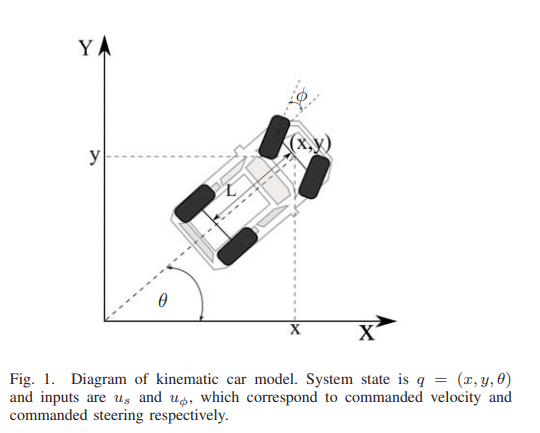 Y
ϕ
(x,y)
y
L
θ
x
X
Fig. 1. Diagram of kinematic car model. System state is q = (x, y, θ)
and inputs are uₛ and u_ϕ, which correspond to commanded velocity and
commanded steering respectively.